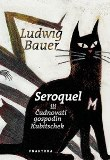 Ludwig
Bauer
Seroquel
ili
Čudnovati
gospodin
Kubitschek
FRAKTURA